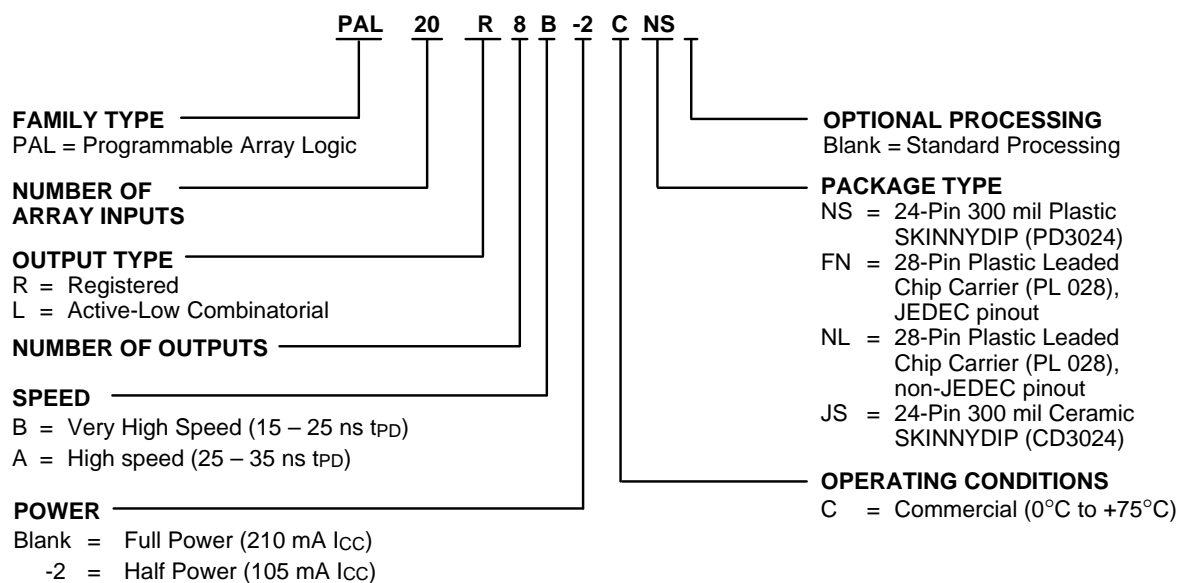 PAL 20 R 8 B -2 C NS
FAMILY TYPE
PAL = Programmable Array Logic
NUMBER OF
ARRAY INPUTS
OUTPUT TYPE
R = Registered
L = Active-Low Combinatorial
NUMBER OF OUTPUTS
SPEED
B = Very High Speed (15 – 25 ns tPD)
A = High speed (25 – 35 ns tPD)
POWER
Blank = Full Power (210 mA ICC)
-2 = Half Power (105 mA ICC)
OPTIONAL PROCESSING
Blank = Standard Processing
PACKAGE TYPE
NS = 24-Pin 300 mil Plastic
SKINNYDIP (PD3024)
FN = 28-Pin Plastic Leaded
Chip Carrier (PL 028),
JEDEC pinout
NL = 28-Pin Plastic Leaded
Chip Carrier (PL 028),
non-JEDEC pinout
JS = 24-Pin 300 mil Ceramic
SKINNYDIP (CD3024)
OPERATING CONDITIONS
C = Commercial (0°C to +75°C)